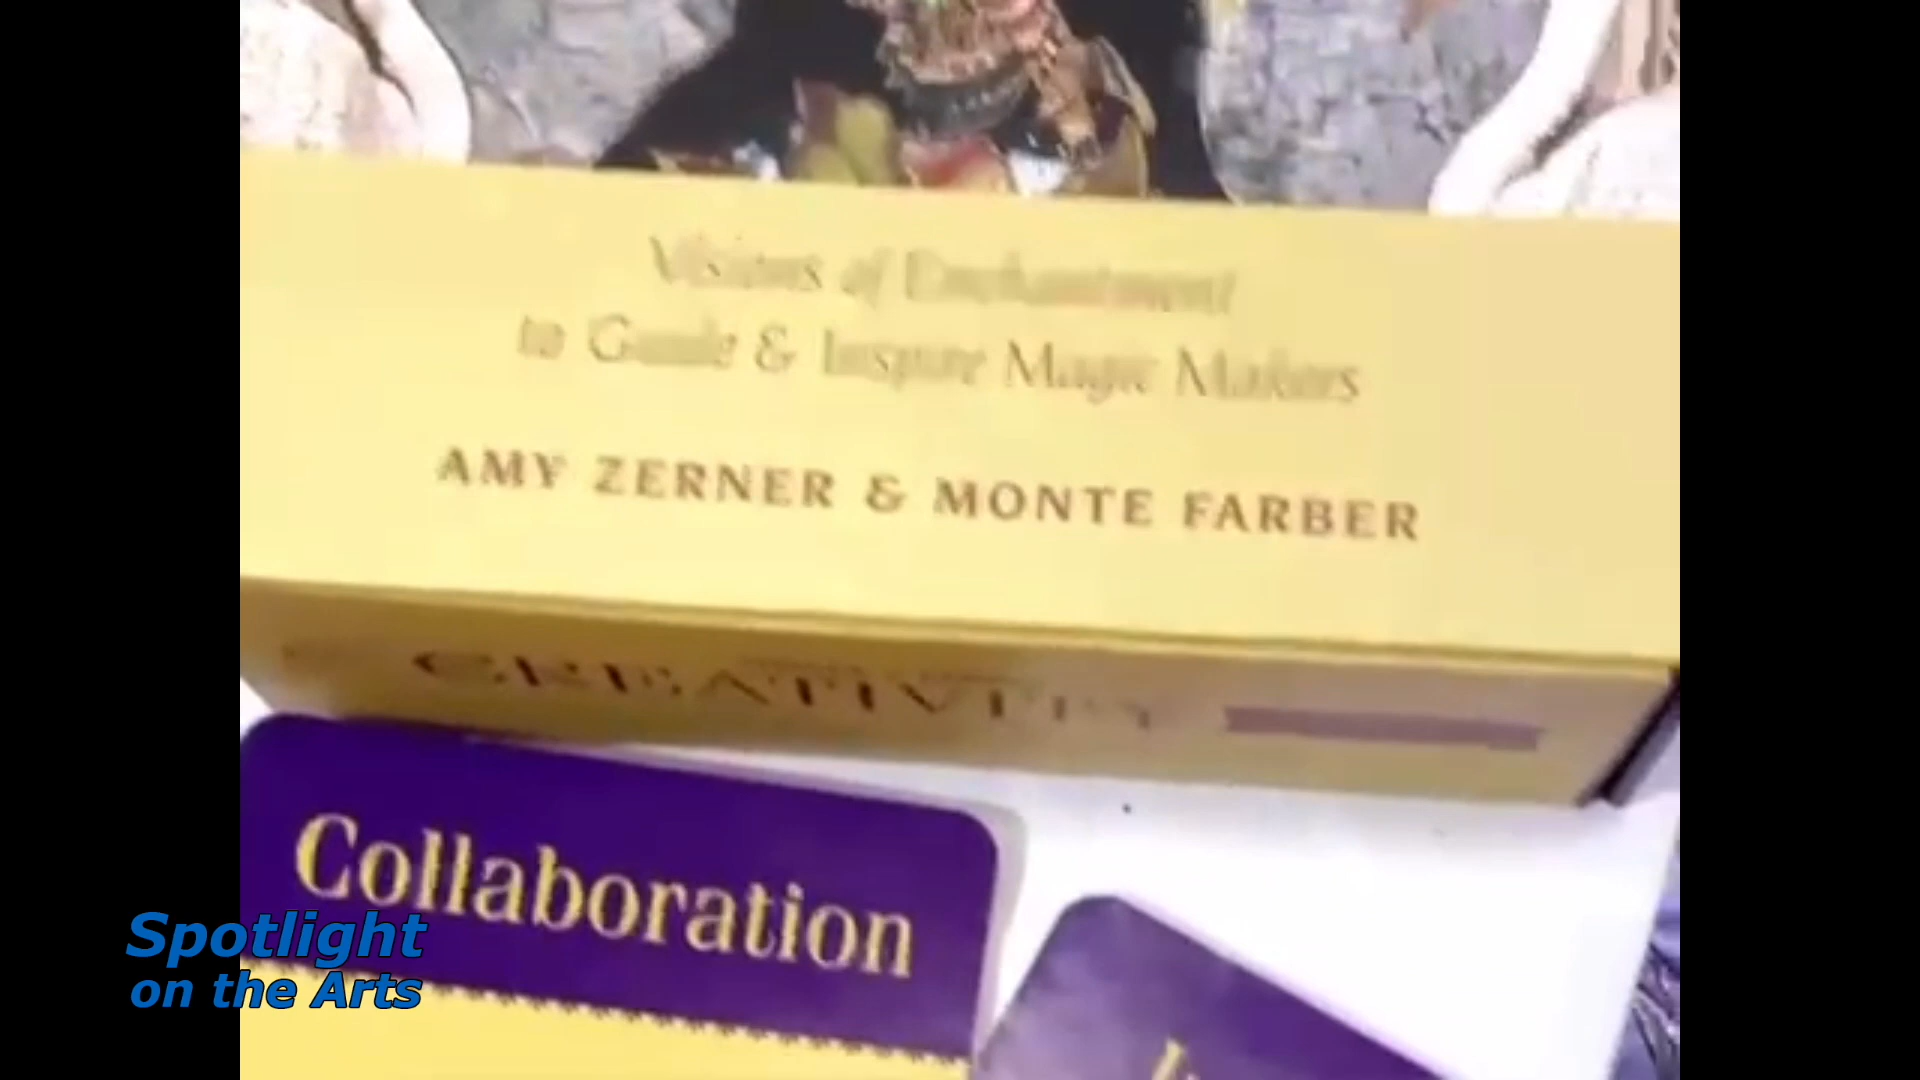 Visions of Enchantment
to Guide & Inspire Magic Makers
AMY ZERNER & MONTE FARBER
CREATIVITY
Collaboration
Spotlight
on the Arts